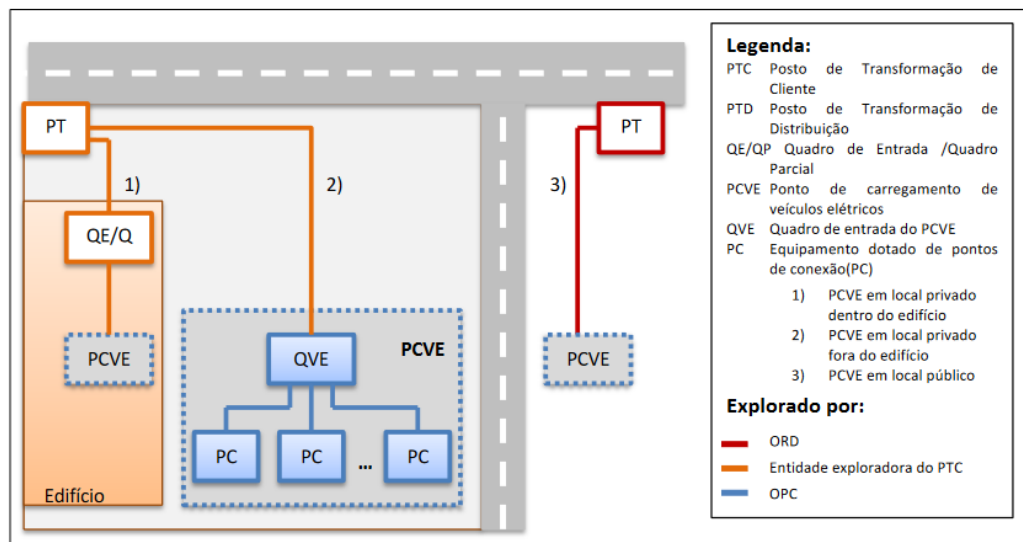 PT
PT
1)
2)
3)
QE/Q
PCVE
QVE
PCVE
PCVE
PC
PC
...
PC
Edifício
Legenda:
PTC Posto de Transformação de
Cliente
PTD Posto de Transformação de
Distribuição
QE/QP Quadro de Entrada /Quadro
Parcial
PCVE Ponto de carregamento de
veículos elétricos
QVE Quadro de entrada do PCVE
PC Equipamento dotado de pontos
de conexão(PC)
1) PCVE em local privado
dentro do edifício
2) PCVE em local privado
fora do edifício
3) PCVE em local público
Explorado por:
ORD
Entidade exploradora do PTC
OPC